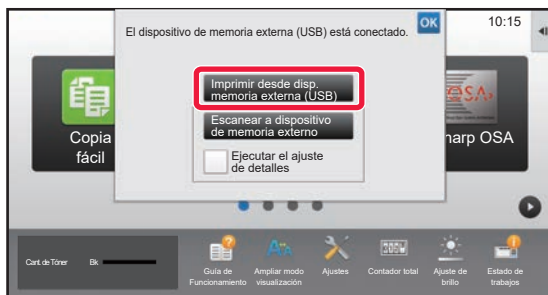 El dispositivo de memoria externa (USB) está conectado.
OK
10:15
Imprimir desde disp.
memoria externa (USB)
Escanear a dispositivo
de memoria externo
Ejecutar el ajuste
de detalles
Copia
fácil
harp OSA
Cant. de Tóner Bk
Guía de
Funcionamiento
Ampliar modo
visualización
Ajustes
Contador total
Ajuste de
brillo
Estado de
trabajos